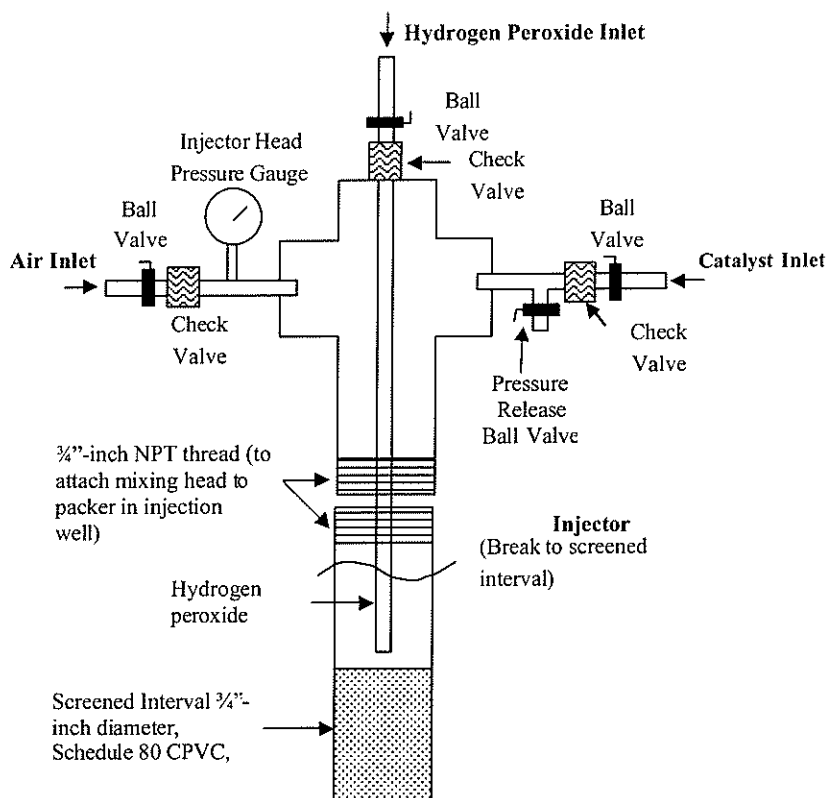 Hydrogen Peroxide Inlet
Ball
Valve
Check
Valve
Injector Head
Pressure Gauge
Ball
Valve
Air Inlet
Check
Valve
Ball
Valve
Catalyst Inlet
Check
Valve
Pressure
Release
Ball Valve
¾”-inch NPT thread (to
attach mixing head to
packer in injection
well)
Injector
(Break to screened
interval)
Hydrogen
peroxide
Screened Interval ¾”-
inch diameter,
Schedule 80 CPVC,